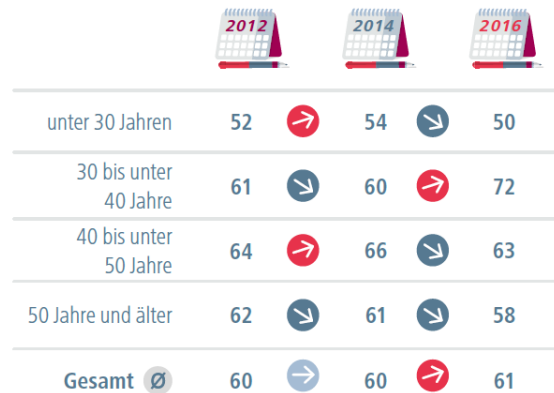 2012 2014 2016
unter 30 Jahren 52 54 50
30 bis unter
40 Jahre 61 60 72
40 bis unter
50 Jahre 64 66 63
50 Jahre und älter 62 61 58
Gesamt Ø 60 60 61